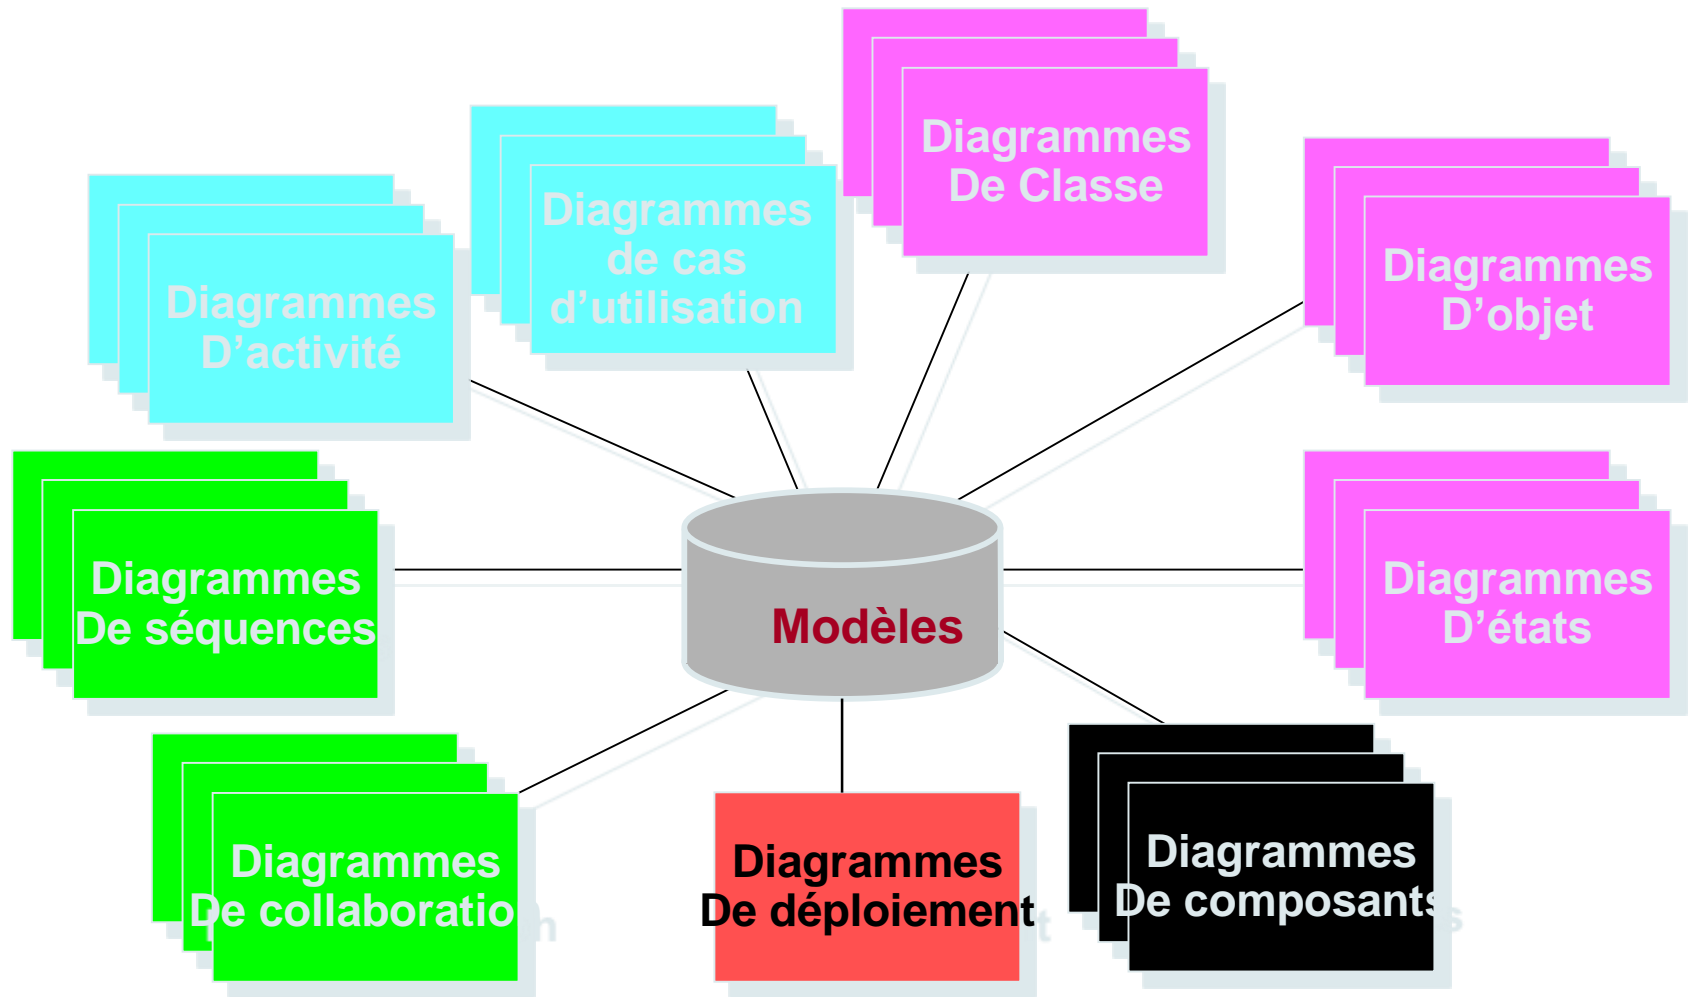 Diagrammes
De Classe
Diagrammes
de cas
d’utilisation
Diagrammes
D’objet
Diagrammes
D’activité
Diagrammes
De séquences
Modèles
Diagrammes
D’états
Diagrammes
De collaboration
Diagrammes
De déploiement
Diagrammes
De composants